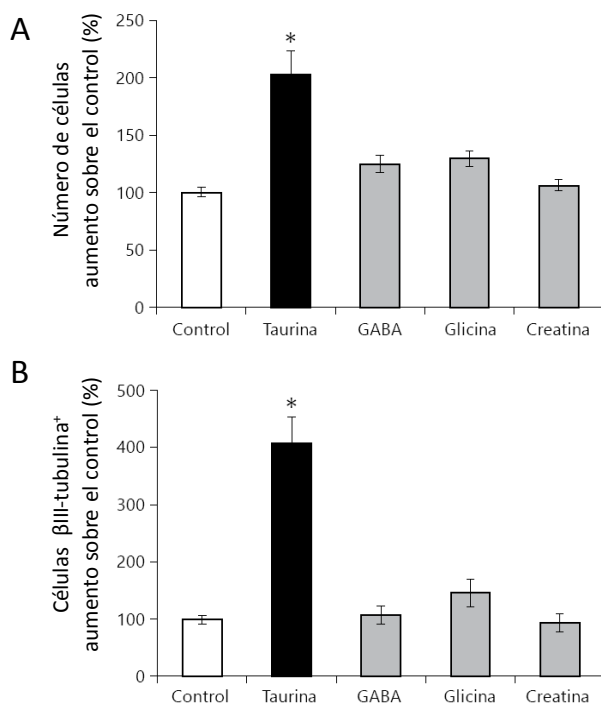 A
Número de células
aumento sobre el control (%)
250
200
150
100
50
0
*
Control Taurina GABA Glicina Creatina
B
Células βIII-tubulina⁺
aumento sobre el control (%)
500
400
300
200
100
0
*
Control Taurina GABA Glicina Creatina